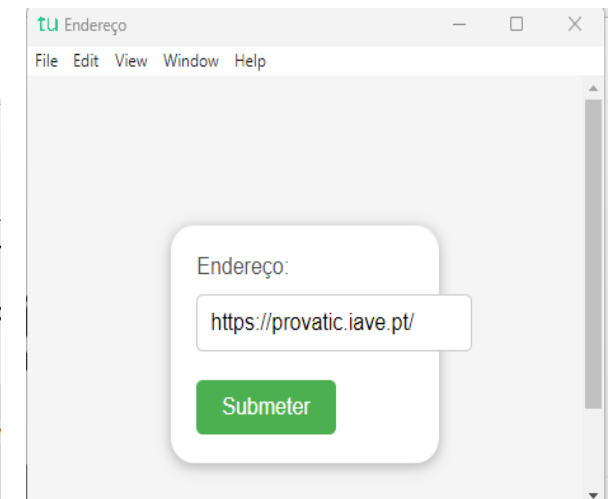 tu Endereço
File Edit View Window Help
Endereço:
https://provatic.iave.pt/
Submeter